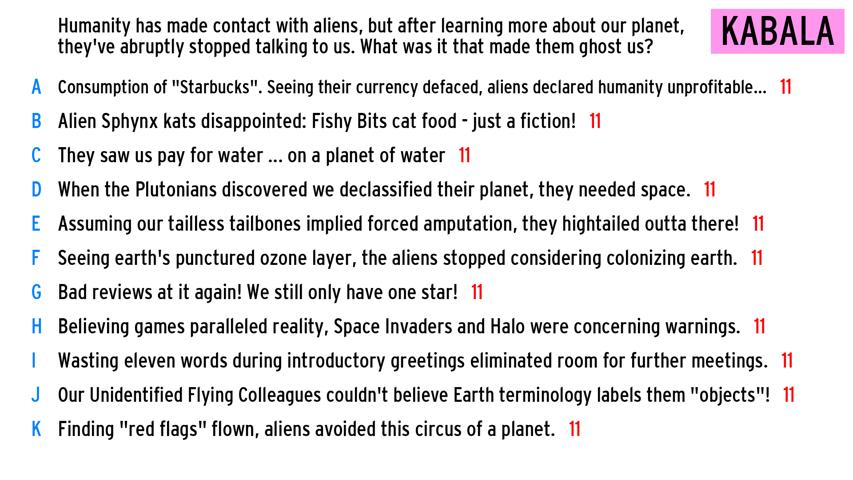 Humanity has made contact with aliens, but after learning more about our planet,
they've abruptly stopped talking to us. What was it that made them ghost us?
KABALA
A Consumption of "Starbucks". Seeing their currency defaced, aliens declared humanity unprofitable... 11
B Alien Sphynx kats disappointed: Fishy Bits cat food - just a fiction! 11
C They saw us pay for water ... on a planet of water 11
D When the Plutonians discovered we declassified their planet, they needed space. 11
E Assuming our tailless tailbones implied forced amputation, they hightailed outta there! 11
F Seeing earth's punctured ozone layer, the aliens stopped considering colonizing earth. 11
G Bad reviews at it again! We still only have one star! 11
H Believing games paralleled reality, Space Invaders and Halo were concerning warnings. 11
I Wasting eleven words during introductory greetings eliminated room for further meetings. 11
J Our Unidentified Flying Colleagues couldn't believe Earth terminology labels them "objects"! 11
K Finding "red flags" flown, aliens avoided this circus of a planet. 11